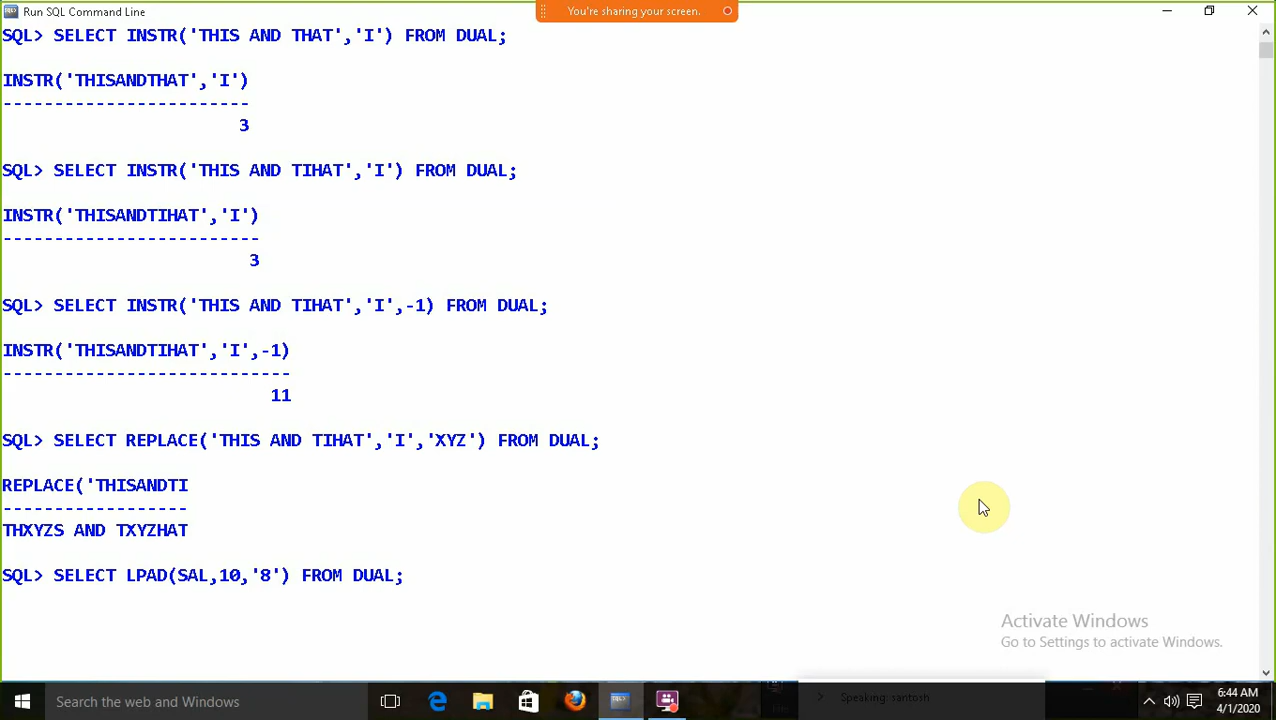 Run SQL Command Line
You're sharing your screen.
SQL> SELECT INSTR('THIS AND THAT','I') FROM DUAL;
INSTR('THISANDTHAT','I')
------------------------
3
SQL> SELECT INSTR('THIS AND TIHAT','I') FROM DUAL;
INSTR('THISANDTIHAT','I')
-------------------------
3
SQL> SELECT INSTR('THIS AND TIHAT','I',-1) FROM DUAL;
INSTR('THISANDTIHAT','I',-1)
----------------------------
11
SQL> SELECT REPLACE('THIS AND TIHAT','I','XYZ') FROM DUAL;
REPLACE('THISANDTI
------------------
THXYZS AND TXYZHAT
SQL> SELECT LPAD(SAL,10,'8') FROM DUAL;
Activate Windows
Go to Settings to activate Windows.
Search the web and Windows
Speaking: santosh
6:44 AM
4/1/2020